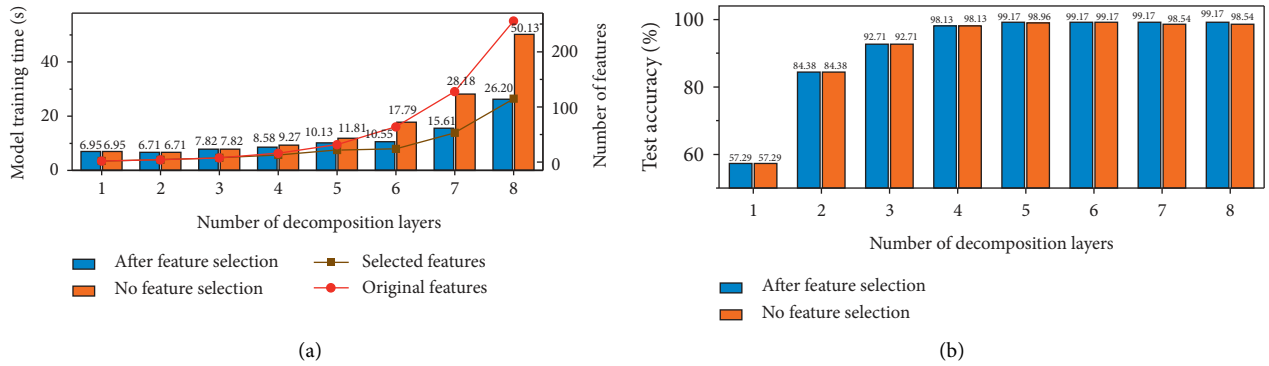 Model training time (s)
40
20
0
6.95 6.95 6.71 6.71 7.82 7.82 8.58 9.27 10.13 11.81 10.55 17.79 15.61 28.18 26.20 50.13
200
100
0
Number of features
1 2 3 4 5 6 7 8
Number of decomposition layers
After feature selection
No feature selection
Selected features
Original features
(a)
Test accuracy (%)
100
80
60
57.29 57.29 84.38 84.38 92.71 92.71 98.13 98.13 99.17 98.96 99.17 99.17 99.17 98.54 99.17 98.54
1 2 3 4 5 6 7 8
Number of decomposition layers
After feature selection
No feature selection
(b)